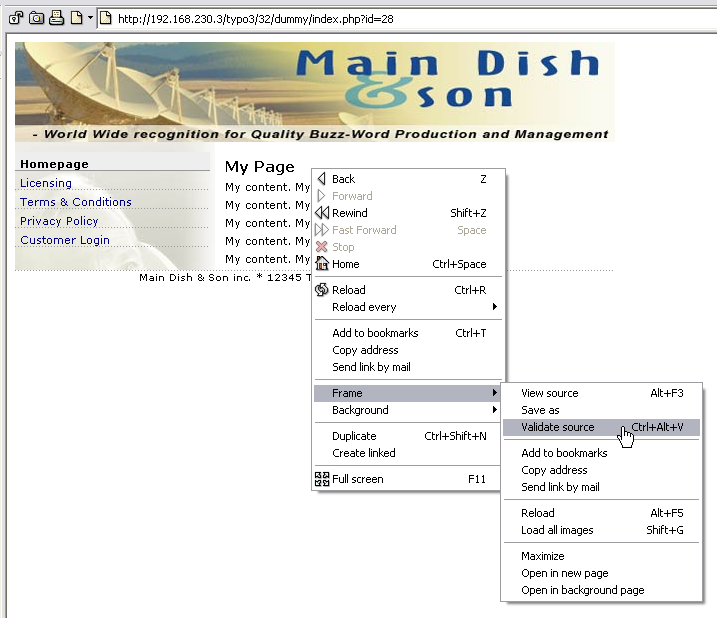 http://192.168.230.3/typo3/32/dummy/index.php?id=28
Main Dish
& son
- World Wide recognition for Quality Buzz-Word Production and Management
Homepage
Licensing
Terms & Conditions
Privacy Policy
Customer Login
My Page
My content. My
My content. My
My content. My
My content. My
My content. My
Main Dish & Son inc. * 12345 T
Back Z
Forward
Rewind Shift+Z
Fast Forward Space
Stop
Home Ctrl+Space
Reload Ctrl+R
Reload every
Add to bookmarks Ctrl+T
Copy address
Send link by mail
Frame
Background
Duplicate Ctrl+Shift+N
Create linked
Full screen F11
View source Alt+F3
Save as
Validate source Ctrl+Alt+V
Add to bookmarks
Copy address
Send link by mail
Reload Alt+F5
Load all images Shift+G
Maximize
Open in new page
Open in background page